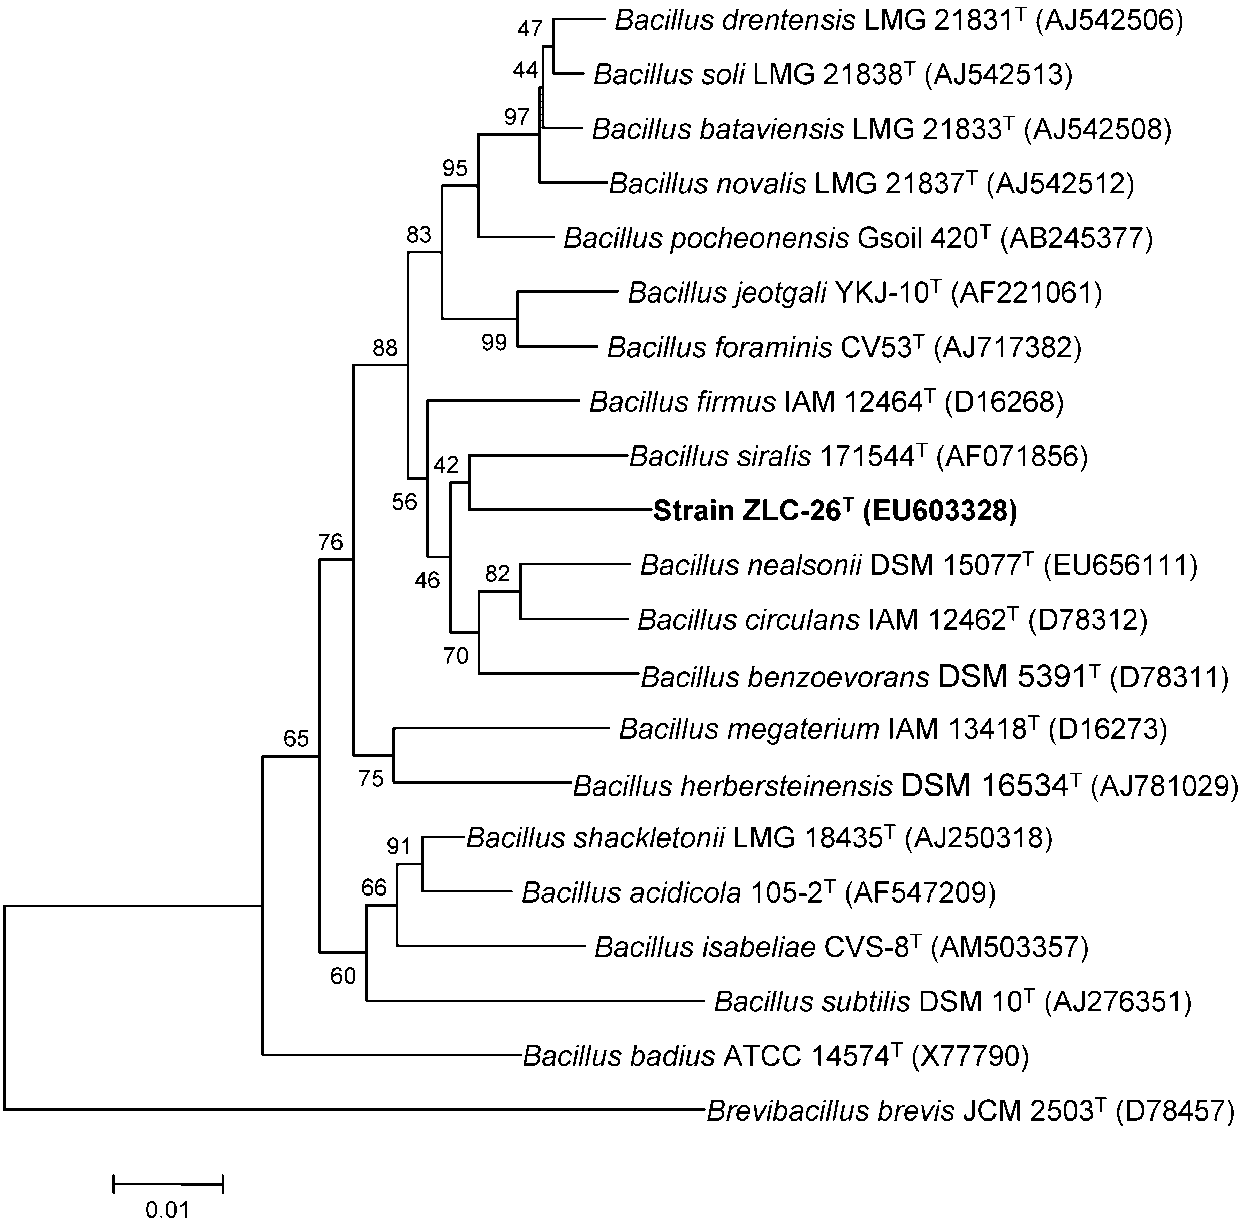 47
Bacillus drentensis LMG 21831ᵀ (AJ542506)
44
Bacillus soli LMG 21838ᵀ (AJ542513)
97
Bacillus bataviensis LMG 21833ᵀ (AJ542508)
95
Bacillus novalis LMG 21837ᵀ (AJ542512)
83
Bacillus pocheonensis Gsoil 420ᵀ (AB245377)
Bacillus jeotgali YKJ-10ᵀ (AF221061)
99
88
Bacillus foraminis CV53ᵀ (AJ717382)
Bacillus firmus IAM 12464ᵀ (D16268)
42
Bacillus siralis 171544ᵀ (AF071856)
56
Strain ZLC-26ᵀ (EU603328)
76
46
82
Bacillus nealsonii DSM 15077ᵀ (EU656111)
Bacillus circulans IAM 12462ᵀ (D78312)
70
Bacillus benzoevorans DSM 5391ᵀ (D78311)
65
Bacillus megaterium IAM 13418ᵀ (D16273)
75
Bacillus herbersteinensis DSM 16534ᵀ (AJ781029)
91
Bacillus shackletonii LMG 18435ᵀ (AJ250318)
66
Bacillus acidicola 105-2ᵀ (AF547209)
Bacillus isabeliae CVS-8ᵀ (AM503357)
60
Bacillus subtilis DSM 10ᵀ (AJ276351)
Bacillus badius ATCC 14574ᵀ (X77790)
Brevibacillus brevis JCM 2503ᵀ (D78457)
0.01